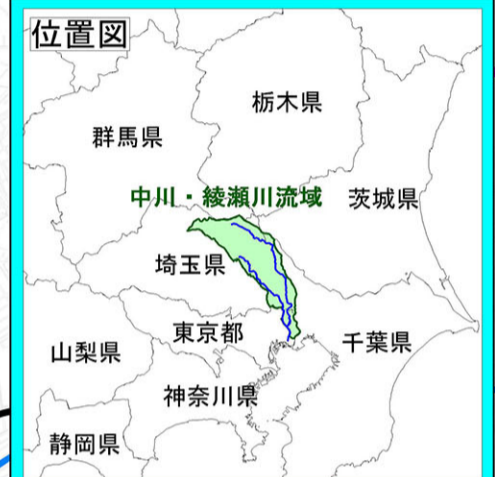 位置図
栃木県
群馬県
中川・綾瀬川流域
茨城県
埼玉県
東京都
千葉県
山梨県
神奈川県
静岡県